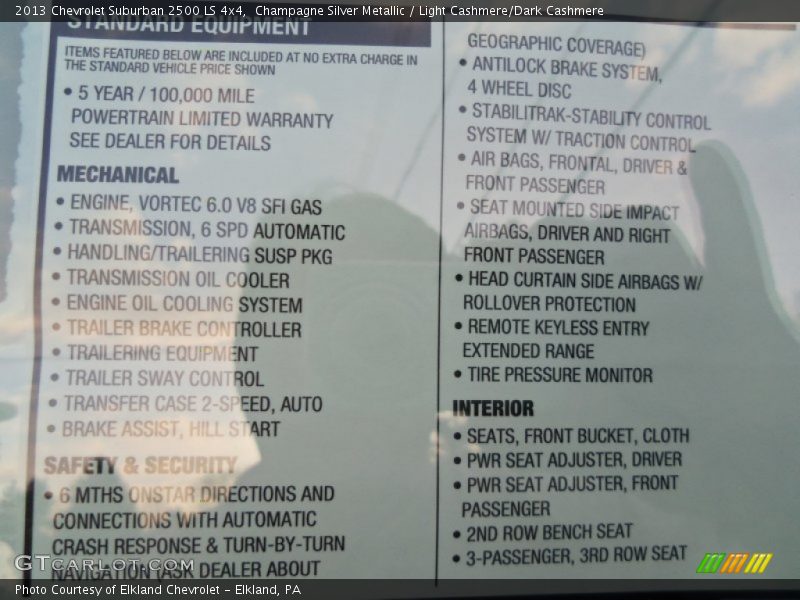 2013 Chevrolet Suburban 2500 LS 4x4, Champagne Silver Metallic / Light Cashmere/Dark Cashmere
STANDARD EQUIPMENT
ITEMS FEATURED BELOW ARE INCLUDED AT NO EXTRA CHARGE IN
THE STANDARD VEHICLE PRICE SHOWN
• 5 YEAR / 100,000 MILE
POWERTRAIN LIMITED WARRANTY
SEE DEALER FOR DETAILS
MECHANICAL
• ENGINE, VORTEC 6.0 V8 SFI GAS
• TRANSMISSION, 6 SPD AUTOMATIC
• HANDLING/TRAILERING SUSP PKG
• TRANSMISSION OIL COOLER
• ENGINE OIL COOLING SYSTEM
• TRAILER BRAKE CONTROLLER
• TRAILERING EQUIPMENT
• TRAILER SWAY CONTROL
• TRANSFER CASE 2-SPEED, AUTO
• BRAKE ASSIST, HILL START
SAFETY & SECURITY
• 6 MTHS ONSTAR DIRECTIONS AND
CONNECTIONS WITH AUTOMATIC
CRASH RESPONSE & TURN-BY-TURN
NAVIGATION (ASK DEALER ABOUT
GEOGRAPHIC COVERAGE)
• ANTILOCK BRAKE SYSTEM,
4 WHEEL DISC
• STABILITRAK-STABILITY CONTROL
SYSTEM W/ TRACTION CONTROL
• AIR BAGS, FRONTAL, DRIVER &
FRONT PASSENGER
• SEAT MOUNTED SIDE IMPACT
AIRBAGS, DRIVER AND RIGHT
FRONT PASSENGER
• HEAD CURTAIN SIDE AIRBAGS W/
ROLLOVER PROTECTION
• REMOTE KEYLESS ENTRY
EXTENDED RANGE
• TIRE PRESSURE MONITOR
INTERIOR
• SEATS, FRONT BUCKET, CLOTH
• PWR SEAT ADJUSTER, DRIVER
• PWR SEAT ADJUSTER, FRONT
PASSENGER
• 2ND ROW BENCH SEAT
• 3-PASSENGER, 3RD ROW SEAT
GTCARLOT.COM
Photo Courtesy of Elkland Chevrolet - Elkland, PA